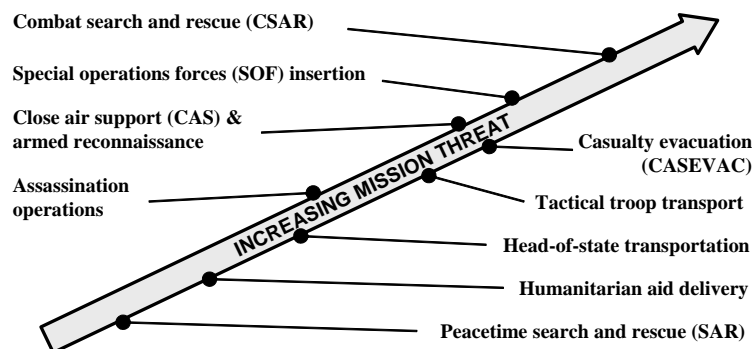 Combat search and rescue (CSAR)
Special operations forces (SOF) insertion
Close air support (CAS) &
armed reconnaissance
Assassination
operations
INCREASING MISSION THREAT
Casualty evacuation
(CASEVAC)
Tactical troop transport
Head-of-state transportation
Humanitarian aid delivery
Peacetime search and rescue (SAR)